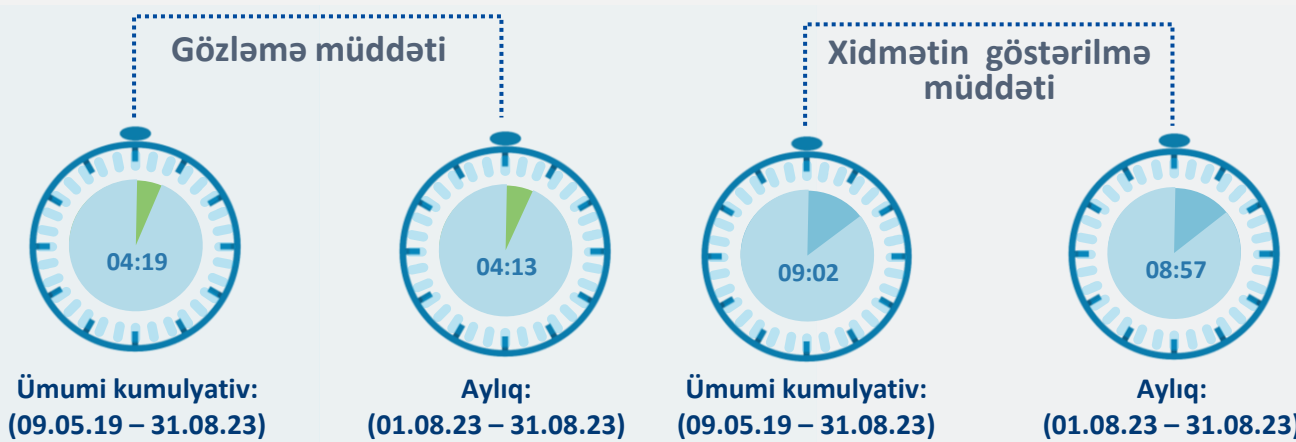 Gözləmə müddəti
Xidmətin göstərilmə
müddəti
04:19
04:13
09:02
08:57
Ümumi kumulyativ:
(09.05.19 – 31.08.23)
Aylıq:
(01.08.23 – 31.08.23)
Ümumi kumulyativ:
(09.05.19 – 31.08.23)
Aylıq:
(01.08.23 – 31.08.23)